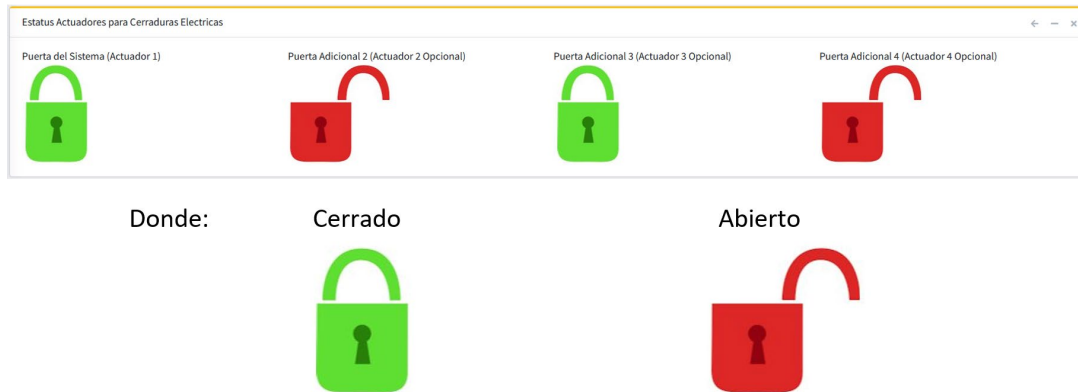 Estatus Actuadores para Cerraduras Electricas
Puerta del Sistema (Actuador 1)
Puerta Adicional 2 (Actuador 2 Opcional)
Puerta Adicional 3 (Actuador 3 Opcional)
Puerta Adicional 4 (Actuador 4 Opcional)
Donde:
Cerrado
Abierto